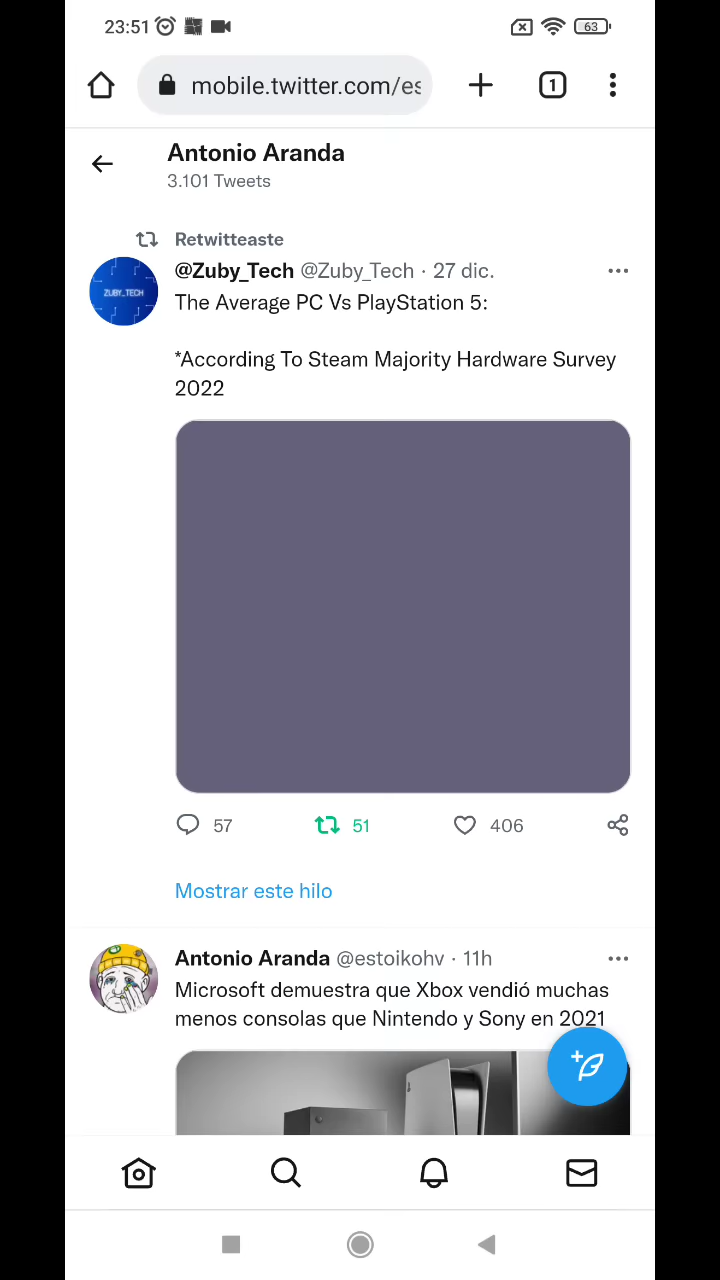 23:51
63
mobile.twitter.com/es
1
Antonio Aranda
3.101 Tweets
Retwitteaste
@Zuby_Tech @Zuby_Tech · 27 dic.
ZUBY_TECH
The Average PC Vs PlayStation 5:
*According To Steam Majority Hardware Survey
2022
57
51
406
Mostrar este hilo
Antonio Aranda @estoikohv · 11h
Microsoft demuestra que Xbox vendió muchas
menos consolas que Nintendo y Sony en 2021